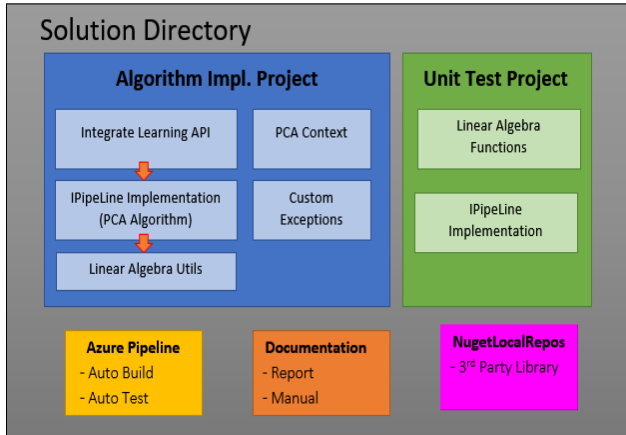 Solution Directory
Algorithm Impl. Project
Integrate Learning API
PCA Context
IPipeLine Implementation
(PCA Algorithm)
Custom
Exceptions
Linear Algebra Utils
Unit Test Project
Linear Algebra
Functions
IPipeLine
Implementation
Azure Pipeline
- Auto Build
- Auto Test
Documentation
- Report
- Manual
NugetLocalRepos
- 3rd Party Library